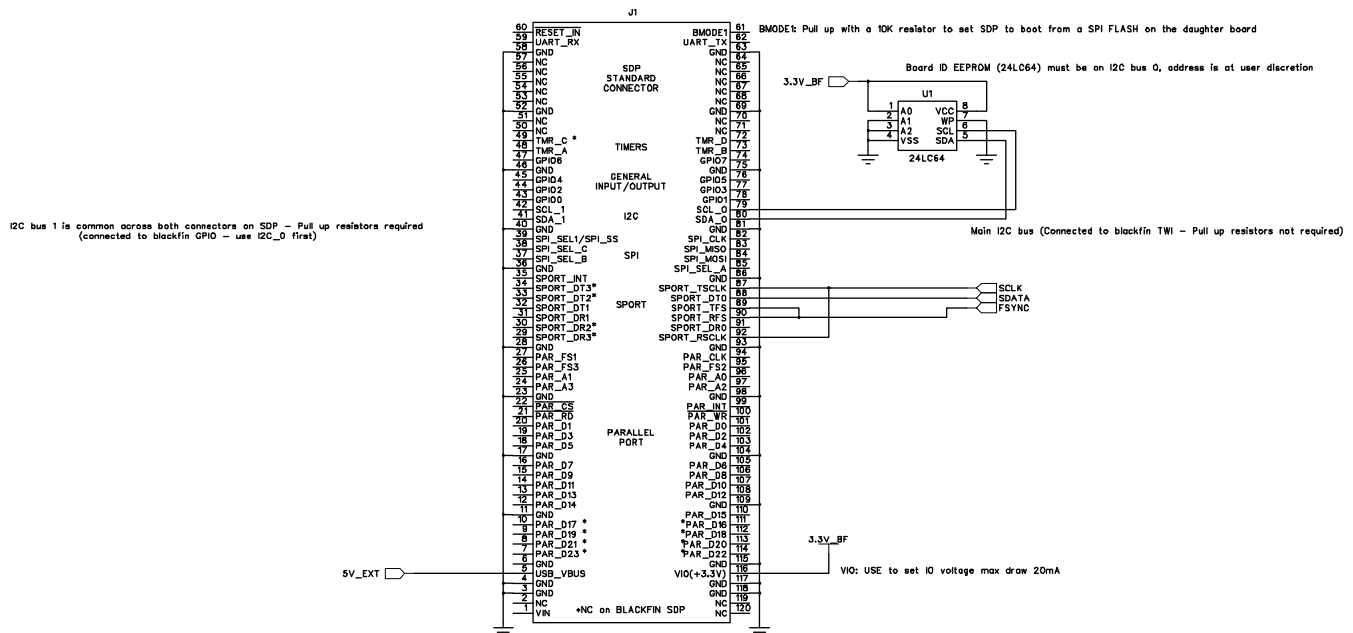 J1
60 RESET_IN BMODE1 61
BMODE1: Pull up with a 10K resistor to set SDP to boot from a SPI FLASH on the daughter board
59 UART_RX UART_TX 62
58 GND GND 63
57 NC NC 64
56 NC NC 65
55 NC NC 66
54 NC NC 67
53 NC NC 68
52 GND GND 69
51 NC NC 70
50 NC NC 71
49 TMR_C * TMR_D 72
48 TMR_A TMR_B 73
47 GPIO6 GPIO7 74
46 GND GND 75
45 GPIO4 GPIO5 76
44 GPIO2 GPIO3 77
43 GPIO0 GPIO1 78
42 SCL_1 SCL_0 79
41 SDA_1 SDA_0 80
40 GND GND 81
39 SPI_SEL1/SPI_SS SPI_CLK 82
38 SPI_SEL_C SPI_MISO 83
37 SPI_SEL_B SPI_MOSI 84
36 GND SPI_SEL_A 85
35 SPORT_INT GND 86
34 SPORT_DT3* SPORT_TSCLK 87
33 SPORT_DT2* SPORT_DT0 88
32 SPORT_DT1 SPORT_TFS 89
31 SPORT_DR1 SPORT_RFS 90
30 SPORT_DR2* SPORT_DR0 91
29 SPORT_DR3* SPORT_RSCLK 92
28 GND GND 93
27 PAR_FS1 PAR_CLK 94
26 PAR_FS3 PAR_FS2 95
25 PAR_A1 PAR_A0 96
24 PAR_A3 PAR_A2 97
23 GND GND 98
22 PAR_CS PAR_INT 99
21 PAR_RD PAR_WR 100
20 PAR_D1 PAR_D0 101
19 PAR_D3 PAR_D2 102
18 PAR_D5 PAR_D4 103
17 GND GND 104
16 PAR_D7 PAR_D6 105
15 PAR_D9 PAR_D8 106
14 PAR_D11 PAR_D10 107
13 PAR_D13 PAR_D12 108
12 PAR_D14 GND 109
11 GND PAR_D15 110
10 PAR_D17 * *PAR_D16 111
9 PAR_D19 * *PAR_D18 112
8 PAR_D21 * *PAR_D20 113
7 PAR_D23 * *PAR_D22 114
6 GND GND 115
5 USB_VBUS VIO(+3.3V) 116
4 GND GND 117
3 GND GND 118
2 NC NC 119
1 VIN *NC on BLACKFIN SDP NC 120
SDP
STANDARD
CONNECTOR
TIMERS
GENERAL
INPUT/OUTPUT
I2C
SPI
SPORT
PARALLEL
PORT
I2C bus 1 is common across both connectors on SDP – Pull up resistors required
(connected to blackfin GPIO – use I2C_0 first)
5V_EXT
Board ID EEPROM (24LC64) must be on I2C bus 0, address is at user discretion
3.3V_BF
U1
1 A0 VCC 8
2 A1 WP 7
3 A2 SCL 6
4 VSS SDA 5
24LC64
Main I2C bus (Connected to blackfin TWI – Pull up resistors not required)
SCLK
SDATA
FSYNC
3.3V_BF
VIO: USE to set IO voltage max draw 20mA